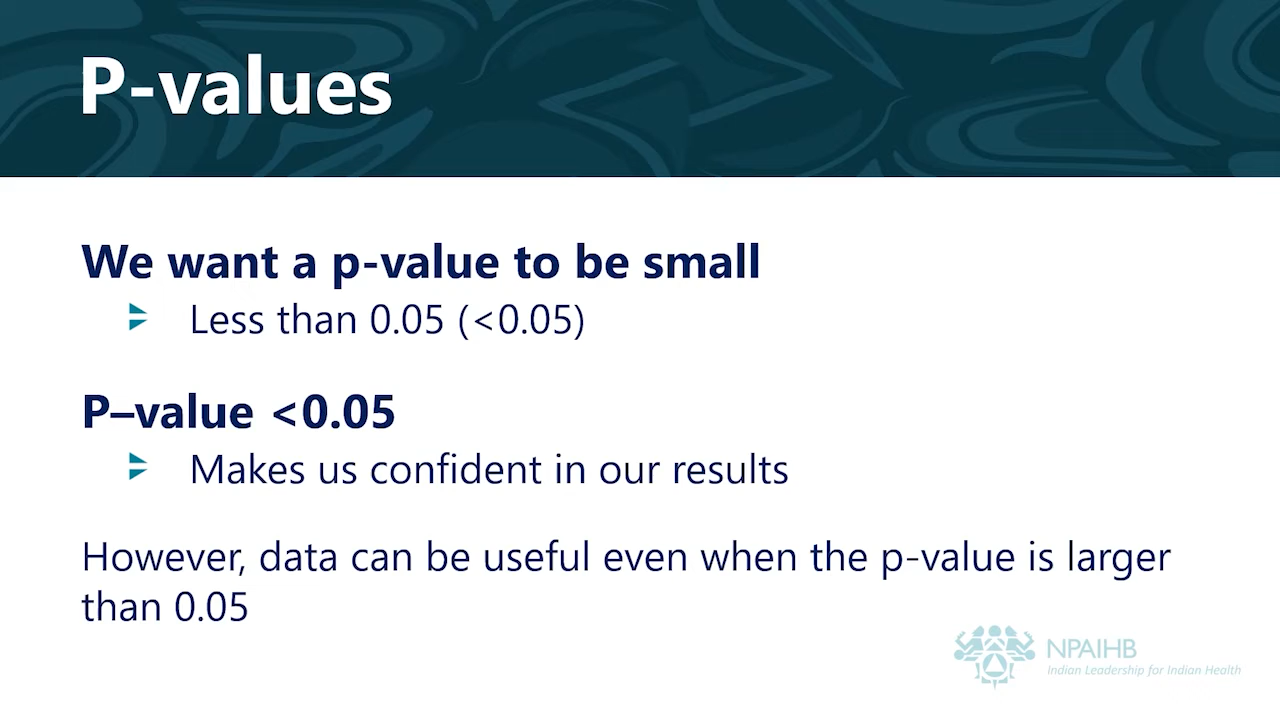 P-values
We want a p-value to be small
Less than 0.05 (<0.05)
P–value <0.05
Makes us confident in our results
However, data can be useful even when the p-value is larger
than 0.05
NPAIHB
Indian Leadership for Indian Health